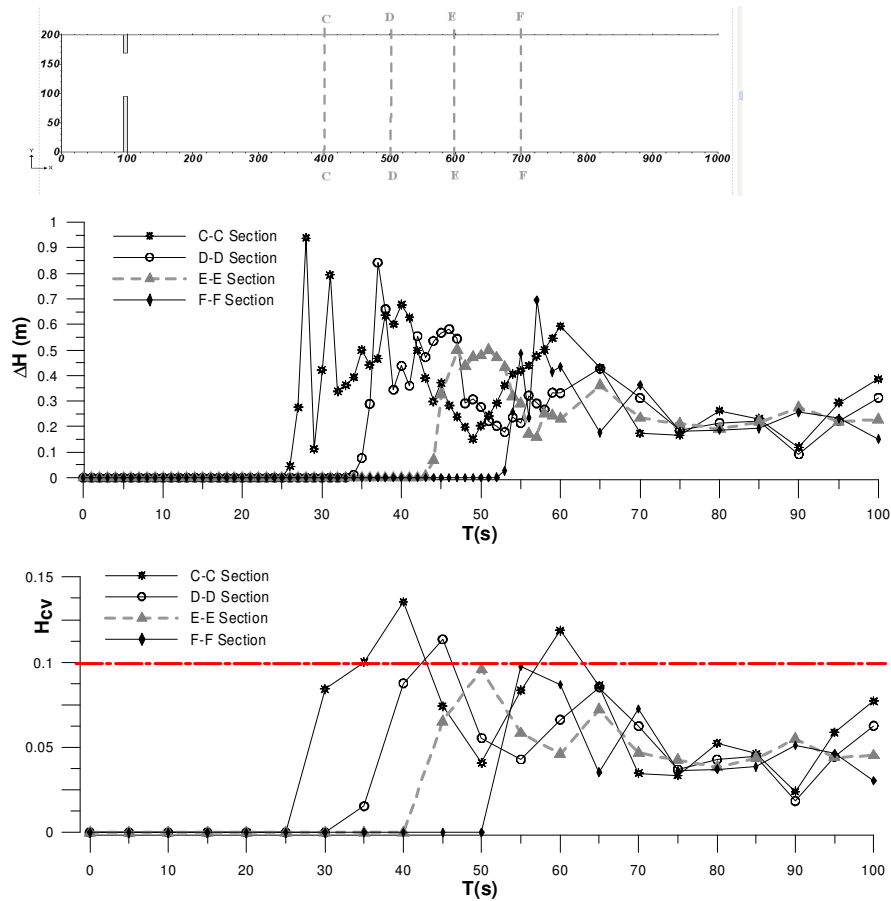 C D E F
200
150
100
50
0
0 100 200 300 400 500 600 700 800 900 1000
Y
X
C D E F
1
0.9
0.8
0.7
0.6
0.5
0.4
0.3
0.2
0.1
0
ΔH (m)
C-C Section
D-D Section
E-E Section
F-F Section
0 10 20 30 40 50 60 70 80 90 100
T(s)
0.15
0.1
0.05
0
Hcv
C-C Section
D-D Section
E-E Section
F-F Section
0 10 20 30 40 50 60 70 80 90 100
T(s)